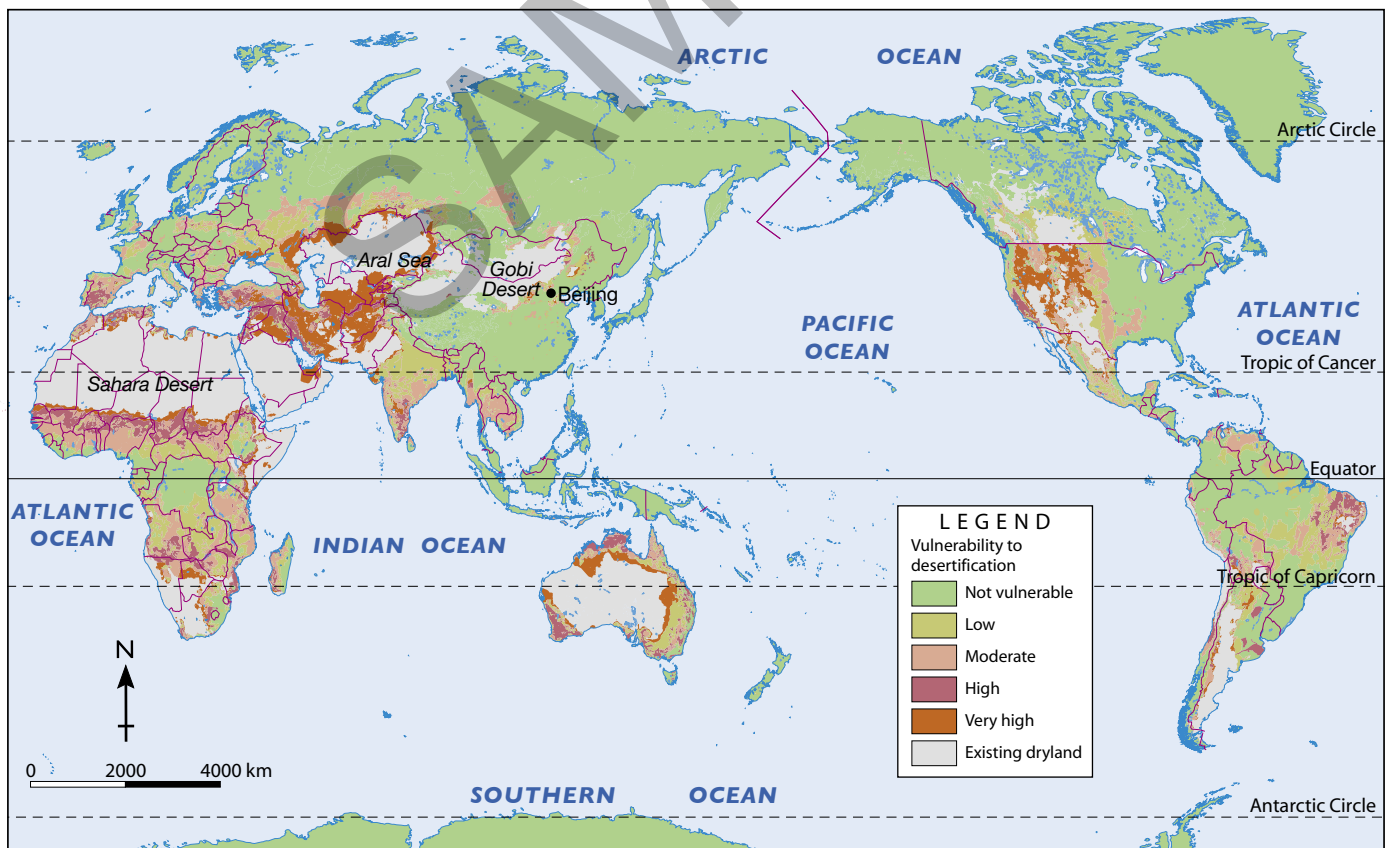 SAM
ARCTIC OCEAN
Arctic Circle
Aral Sea
Gobi
Desert
Beijing
PACIFIC
OCEAN
ATLANTIC
OCEAN
Tropic of Cancer
Sahara Desert
Equator
ATLANTIC
OCEAN
INDIAN OCEAN
LEGEND
Vulnerability to
desertification
Not vulnerable
Low
Moderate
High
Very high
Existing dryland
Tropic of Capricorn
N
0 2000 4000 km
SOUTHERN OCEAN
Antarctic Circle